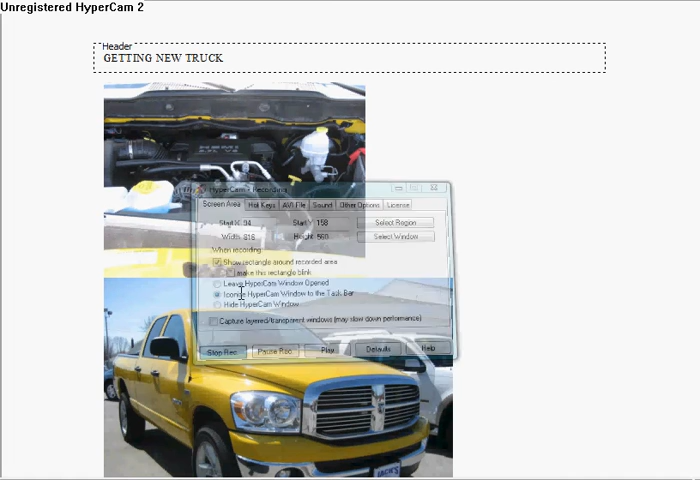 Unregistered HyperCam 2
Header
GETTING NEW TRUCK
HyperCam - Recording
Screen Area Hot Keys AVI File Sound Other Options License
Start X 94 Start Y 158 Select Region
Width 818 Height 560 Select Window
When recording:
Show rectangle around recorded area
make this rectangle blink
Leave HyperCam Window Opened
Iconize HyperCam Window to the Task Bar
Hide HyperCam Window
Capture layered/transparent windows (may slow down performance)
Stop Rec Pause Rec Play Defaults Help
JACK'S